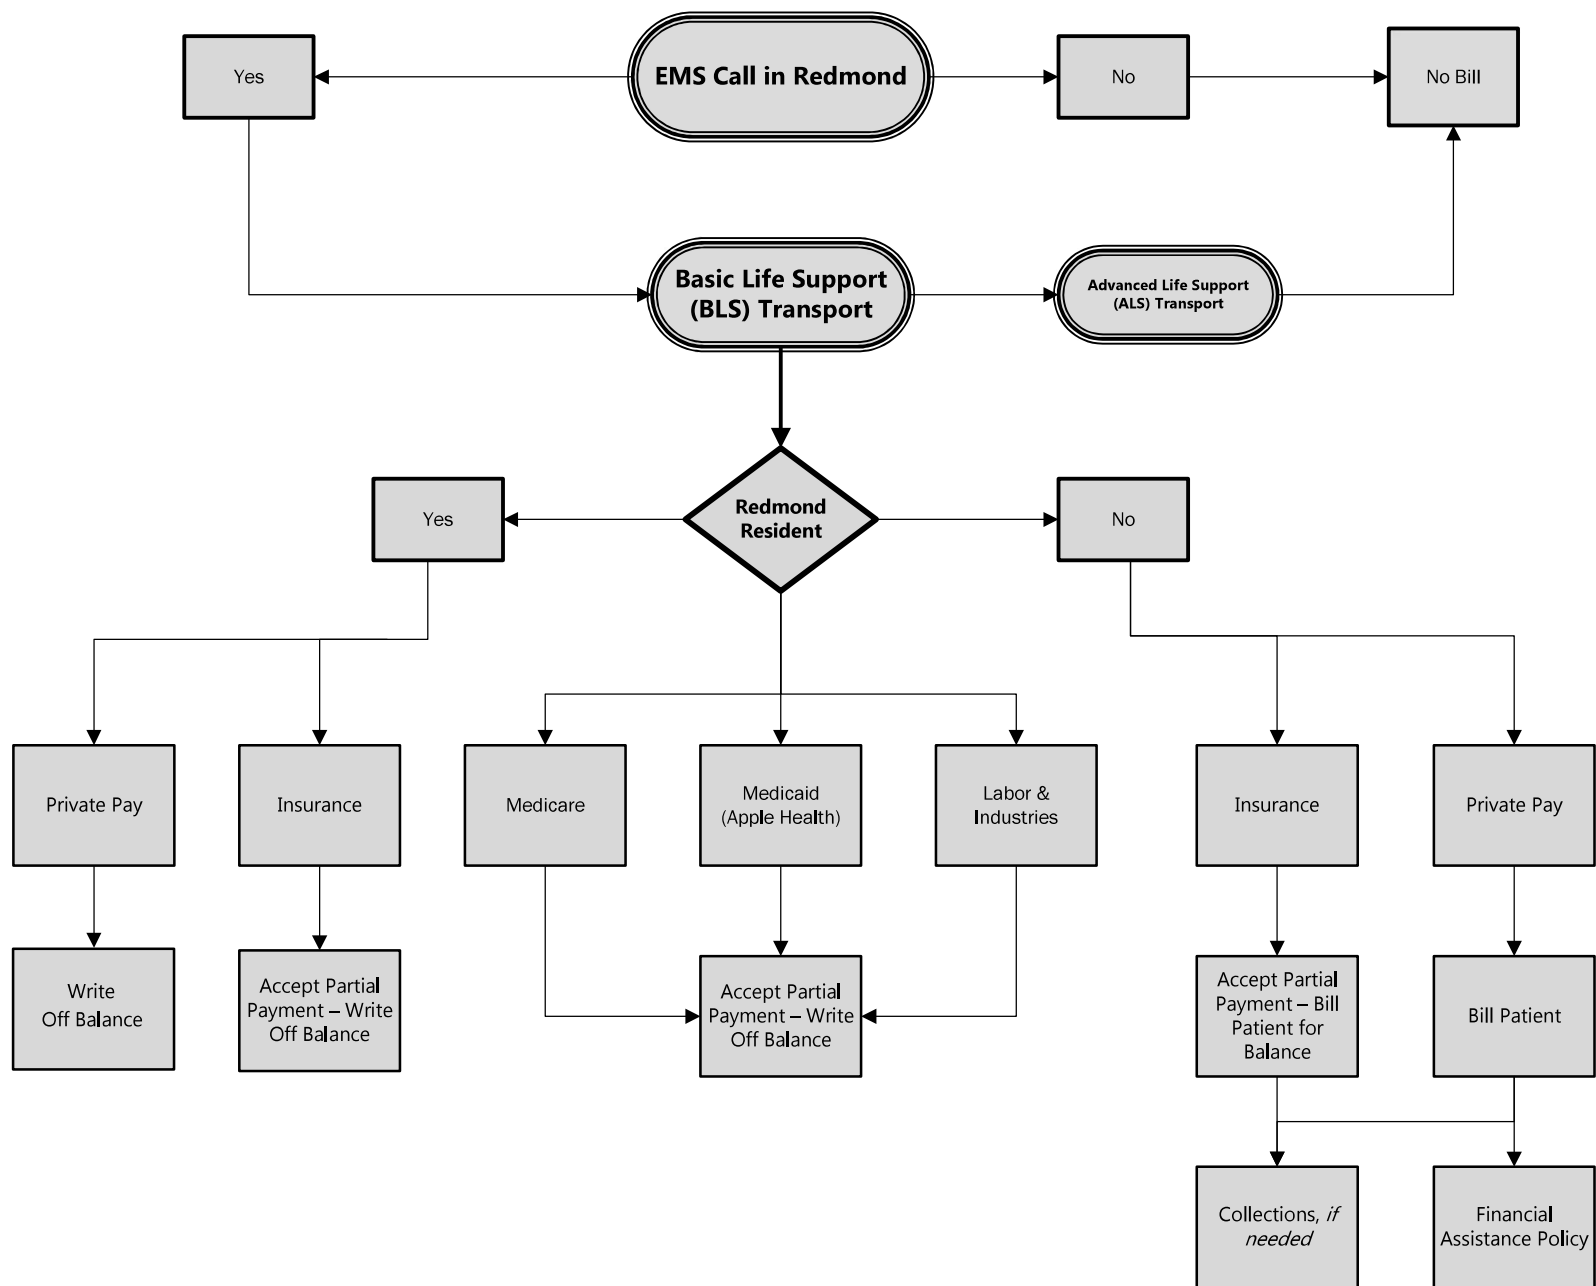 Yes
EMS Call in Redmond
No
No Bill
Basic Life Support
(BLS) Transport
Advanced Life Support
(ALS) Transport
Yes
Redmond
Resident
No
Private Pay
Insurance
Medicare
Medicaid
(Apple Health)
Labor &
Industries
Insurance
Private Pay
Write
Off Balance
Accept Partial
Payment – Write
Off Balance
Accept Partial
Payment – Write
Off Balance
Accept Partial
Payment – Bill
Patient for
Balance
Bill Patient
Collections, if
needed
Financial
Assistance Policy